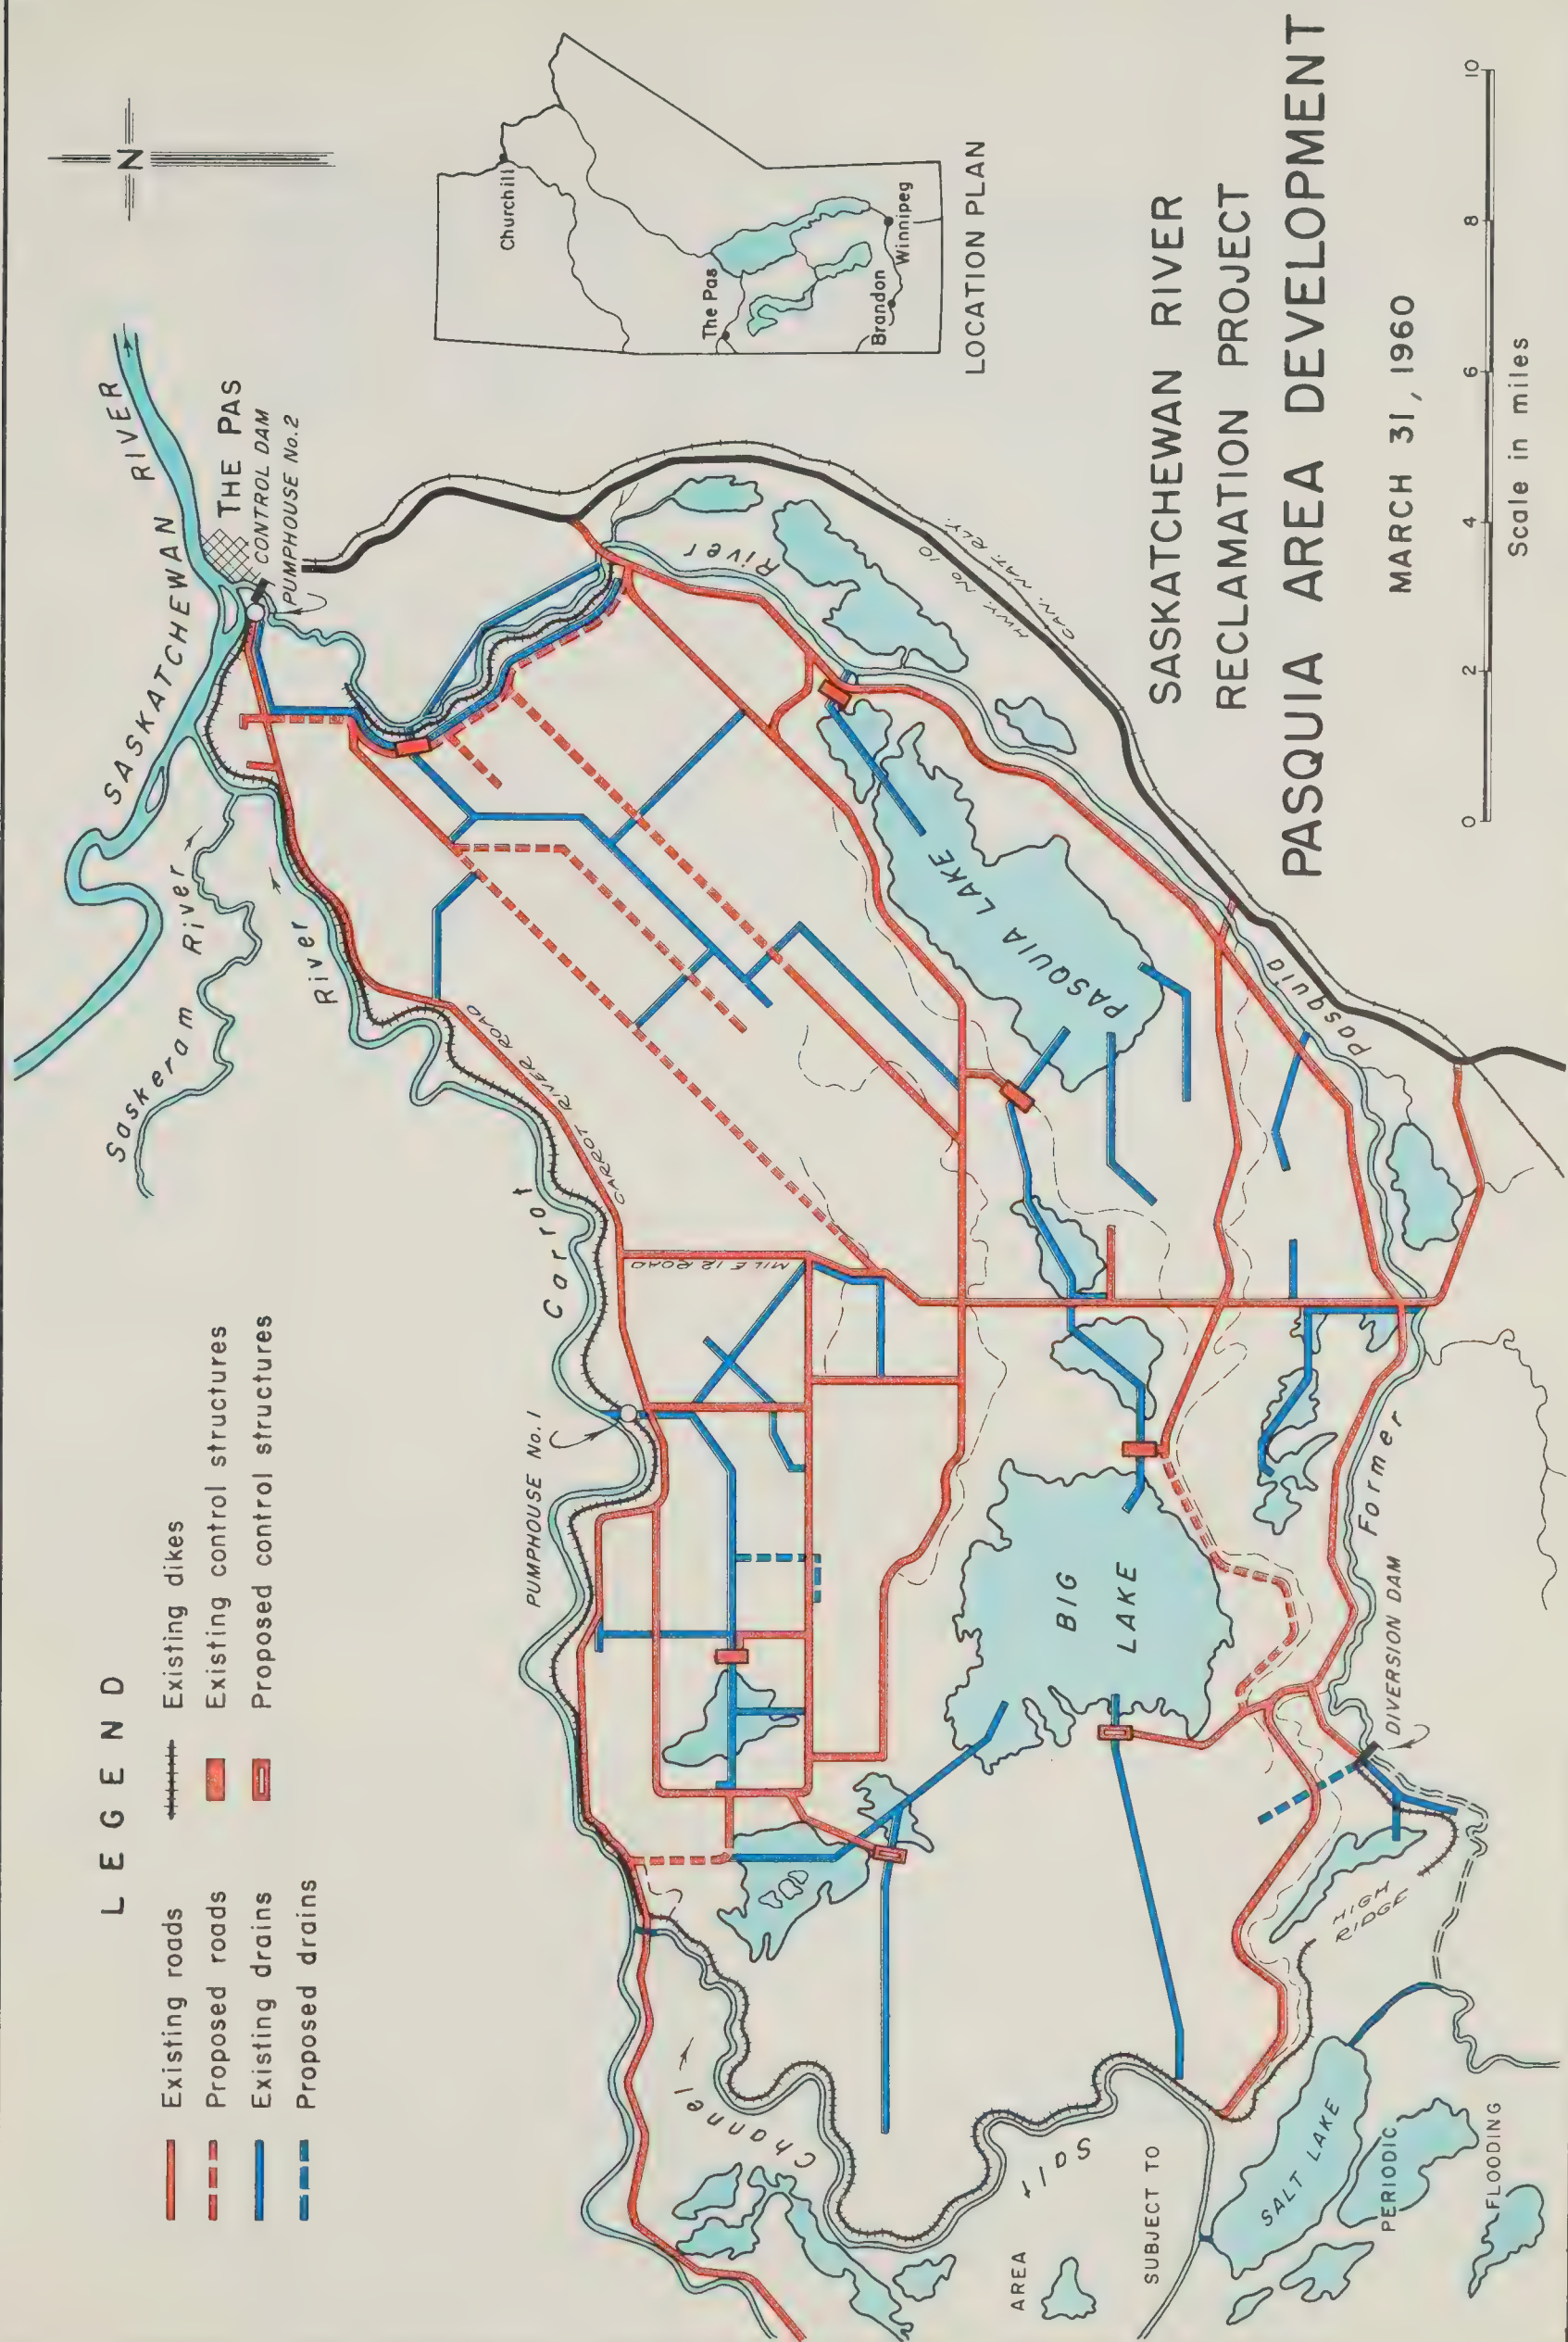 LEGEND
Existing roads
Proposed roads
Existing drains
Proposed drains
Existing dikes
Existing control structures
Proposed control structures
N
SASKATCHEWAN RIVER
THE PAS
CONTROL DAM
PUMPHOUSE No.2
Saskeram River
Carrot River
CARROT RIVER ROAD
MILE 12 ROAD
PUMPHOUSE No. 1
River
HWY. No 10
CAN. NAT. RLY.
PASQUIA LAKE
Pasquia
BIG
LAKE
Former
DIVERSION DAM
HIGH
RIDGE
Salt Channel
AREA
SUBJECT TO
PERIODIC
FLOODING
SALT LAKE
Churchill
The Pas
Brandon
Winnipeg
LOCATION PLAN
SASKATCHEWAN RIVER
RECLAMATION PROJECT
PASQUIA AREA DEVELOPMENT
MARCH 31, 1960
0 2 4 6 8 10
Scale in miles